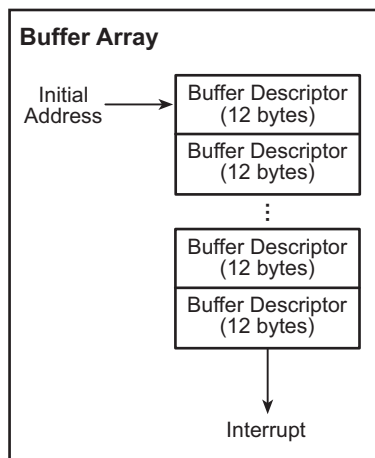 Buffer Array
Initial
Address
Buffer Descriptor
(12 bytes)
Buffer Descriptor
(12 bytes)
Buffer Descriptor
(12 bytes)
Buffer Descriptor
(12 bytes)
Interrupt